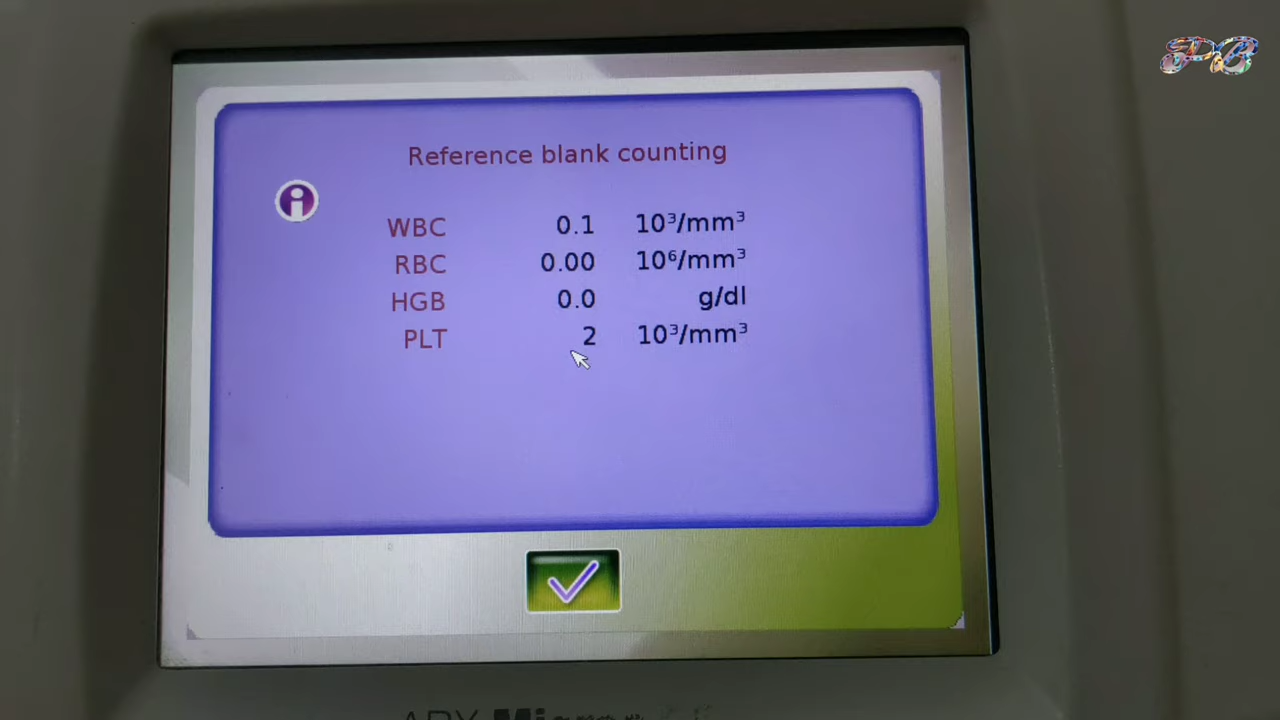 PB
Reference blank counting
WBC 0.1 10³/mm³
RBC 0.00 10⁶/mm³
HGB 0.0 g/dl
PLT 2 10³/mm³